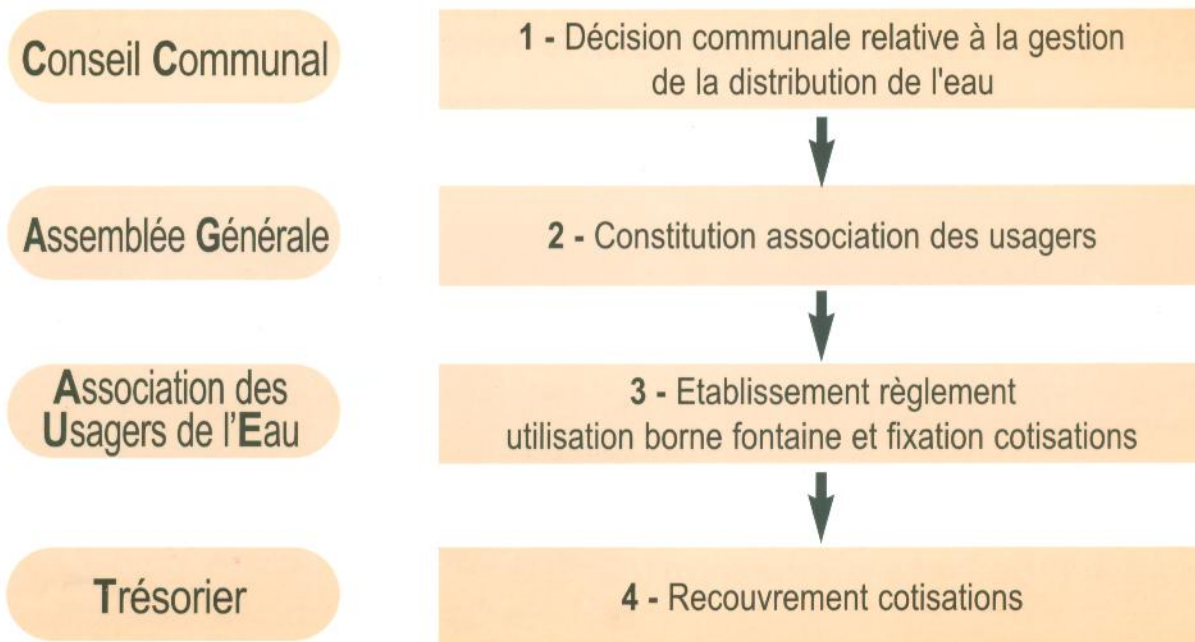 Conseil Communal
1 - Décision communale relative à la gestion
de la distribution de l'eau
Assemblée Générale
2 - Constitution association des usagers
Association des
Usagers de l'Eau
3 - Etablissement règlement
utilisation borne fontaine et fixation cotisations
Trésorier
4 - Recouvrement cotisations